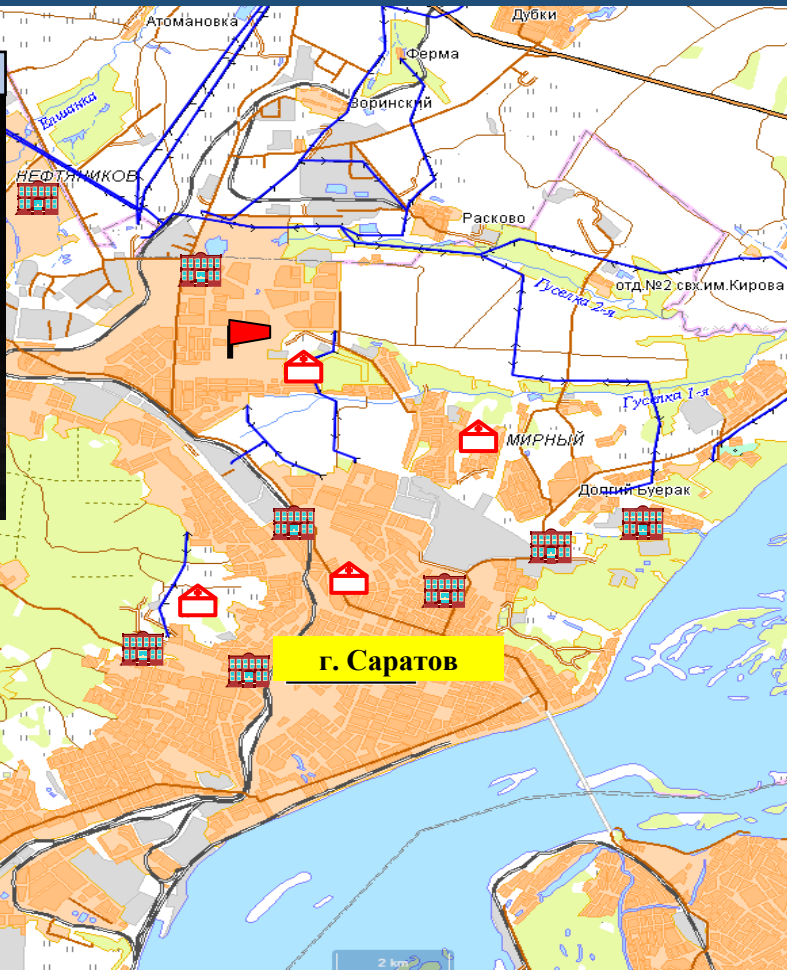 Атомановка
Дубки
Ферма
Зоринский
Елшанка
НЕФТЯНИКОВ
Расково
отд.№2 свх.им.Кирова
Гуселка 2-я
Гуселка 1-я
МИРНЫЙ
Долгий Буерак
г. Саратов
2 km